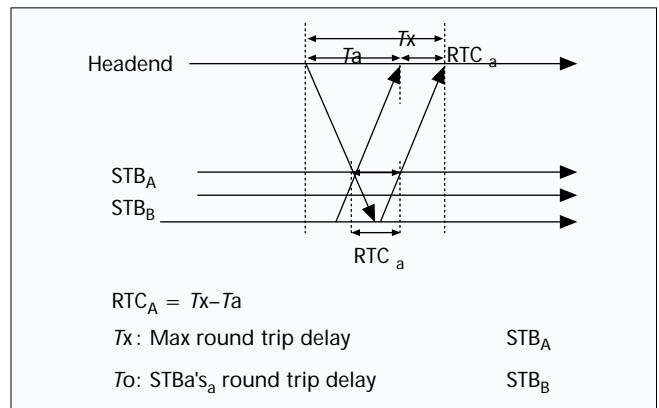 Tx
Ta
RTC a
Headend
STBA
STBB
RTC a
RTCA = Tx–Ta
Tx: Max round trip delay STBA
To: STBa'sa round trip delay STBB